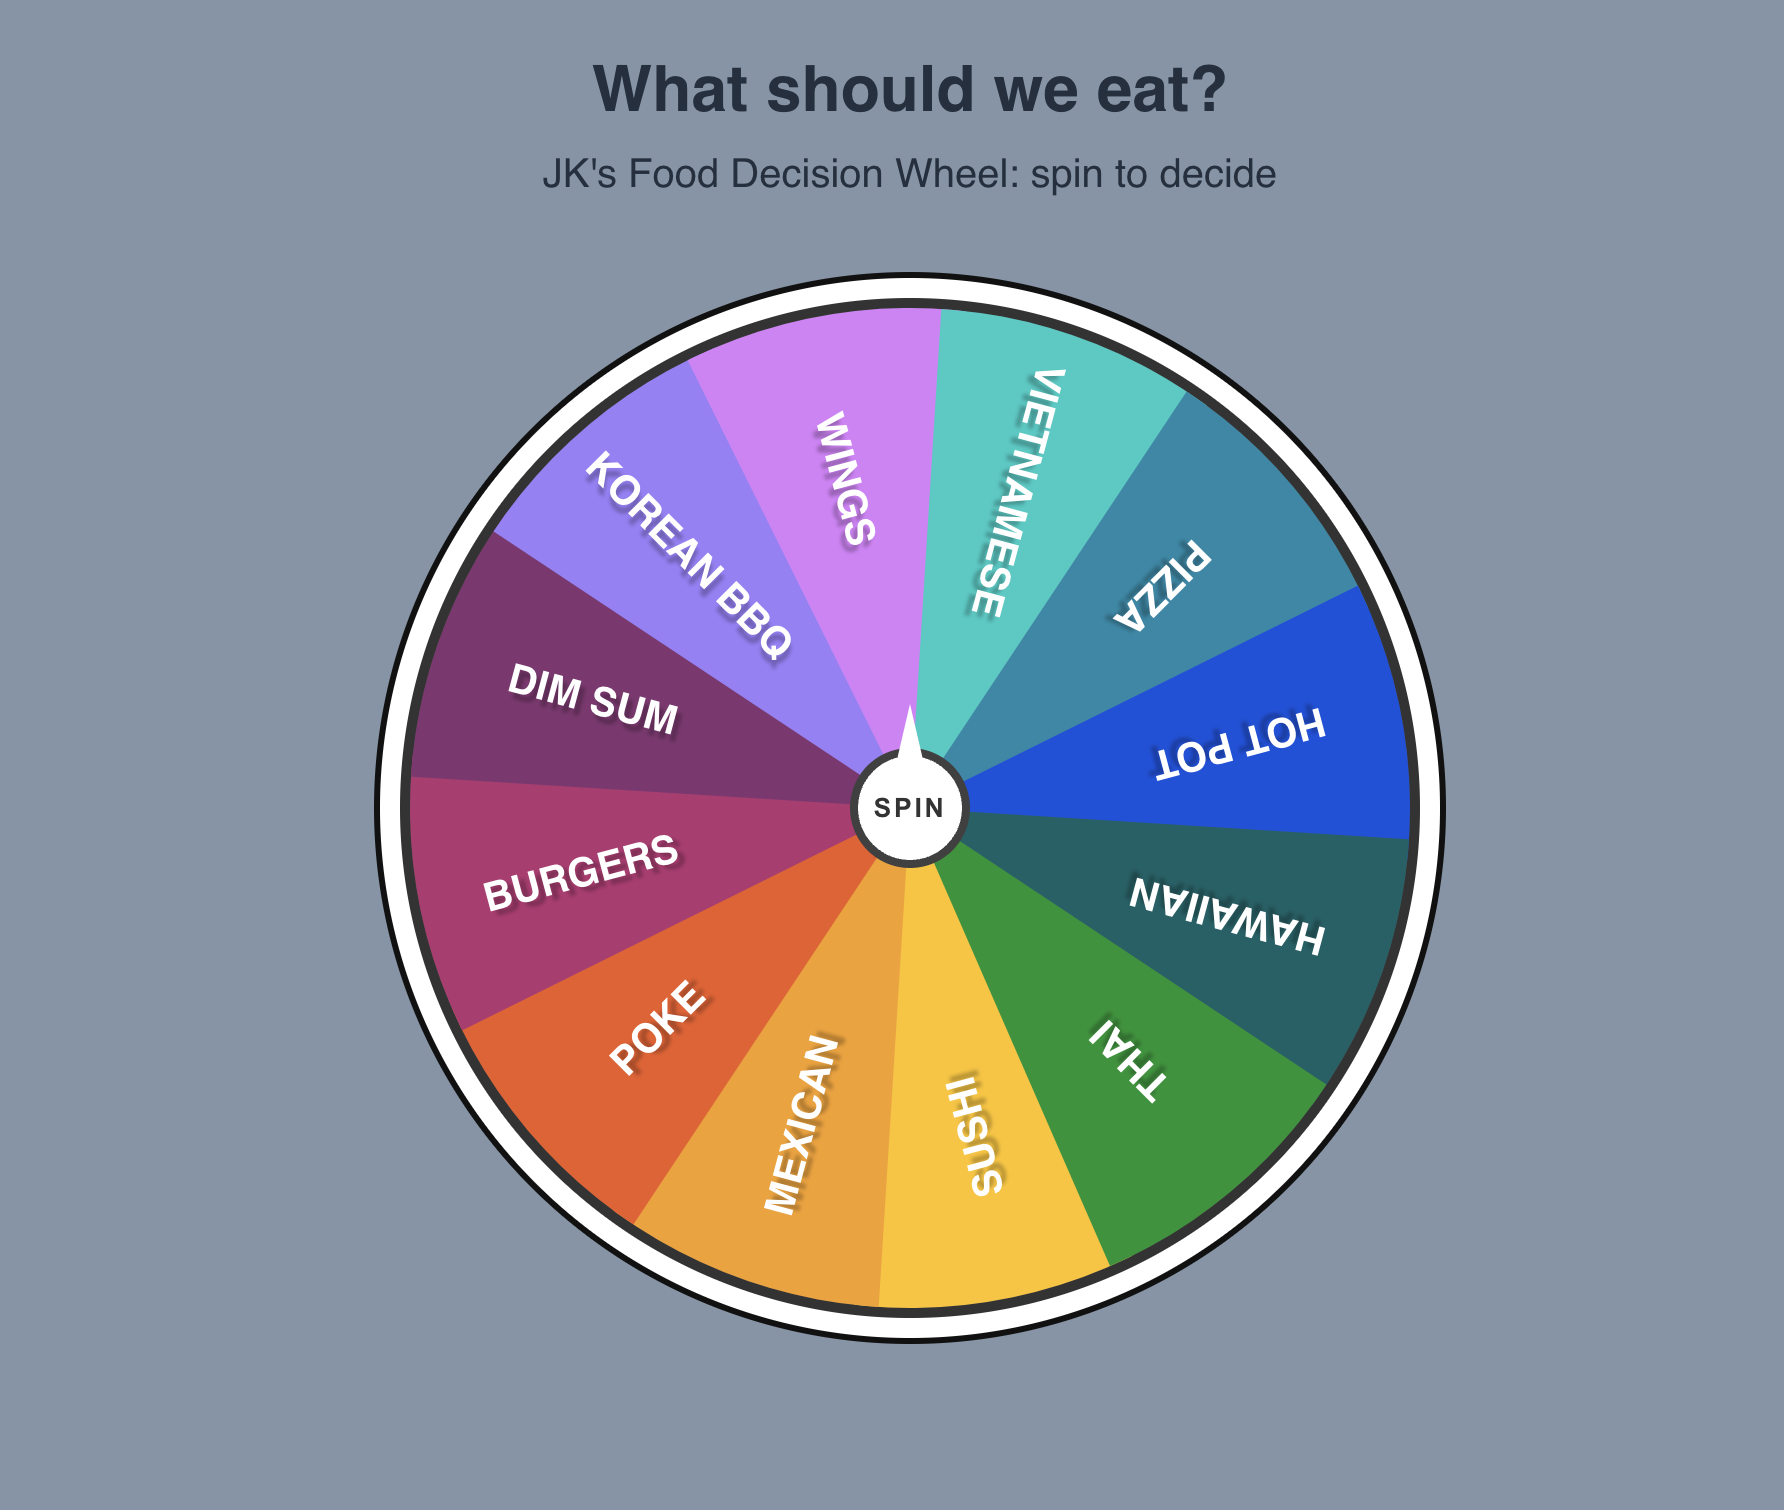 What should we eat?
JK's Food Decision Wheel: spin to decide
WINGS
VIETNAMESE
PIZZA
HOT POT
HAWAIIAN
THAI
SUSHI
MEXICAN
POKE
BURGERS
DIM SUM
KOREAN BBQ
SPIN